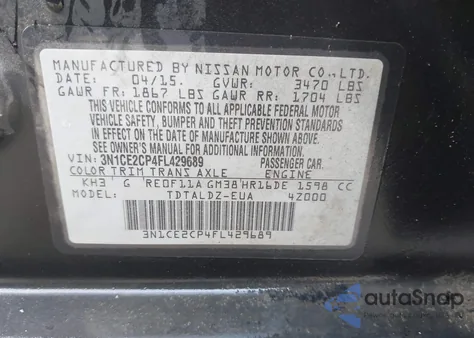 MANUFACTURED BY NISSAN MOTOR CO.,LTD.
DATE: 04/15. GVWR: 3470 LBS
GAWR FR: 1867 LBS GAWR RR: 1704 LBS
THIS VEHICLE CONFORMS TO ALL APPLICABLE FEDERAL MOTOR
VEHICLE SAFETY, BUMPER AND THEFT PREVENTION STANDARDS
IN EFFECT ON THE DATE OF MANUFACTURE SHOWN ABOVE.
READ OWNER'S MANUAL FOR ADDITIONAL SAFETY INFORMATION.
VIN: 3N1CE2CP4FL429689 PASSENGER CAR
COLOR TRIM TRANS AXLE ENGINE
KH3 G RE0F11A GM38 HR16DE 1598 CC
MODEL: TDTALDZ-EUA 4Z000
3N1CE2CP4FL429689
autoSnap